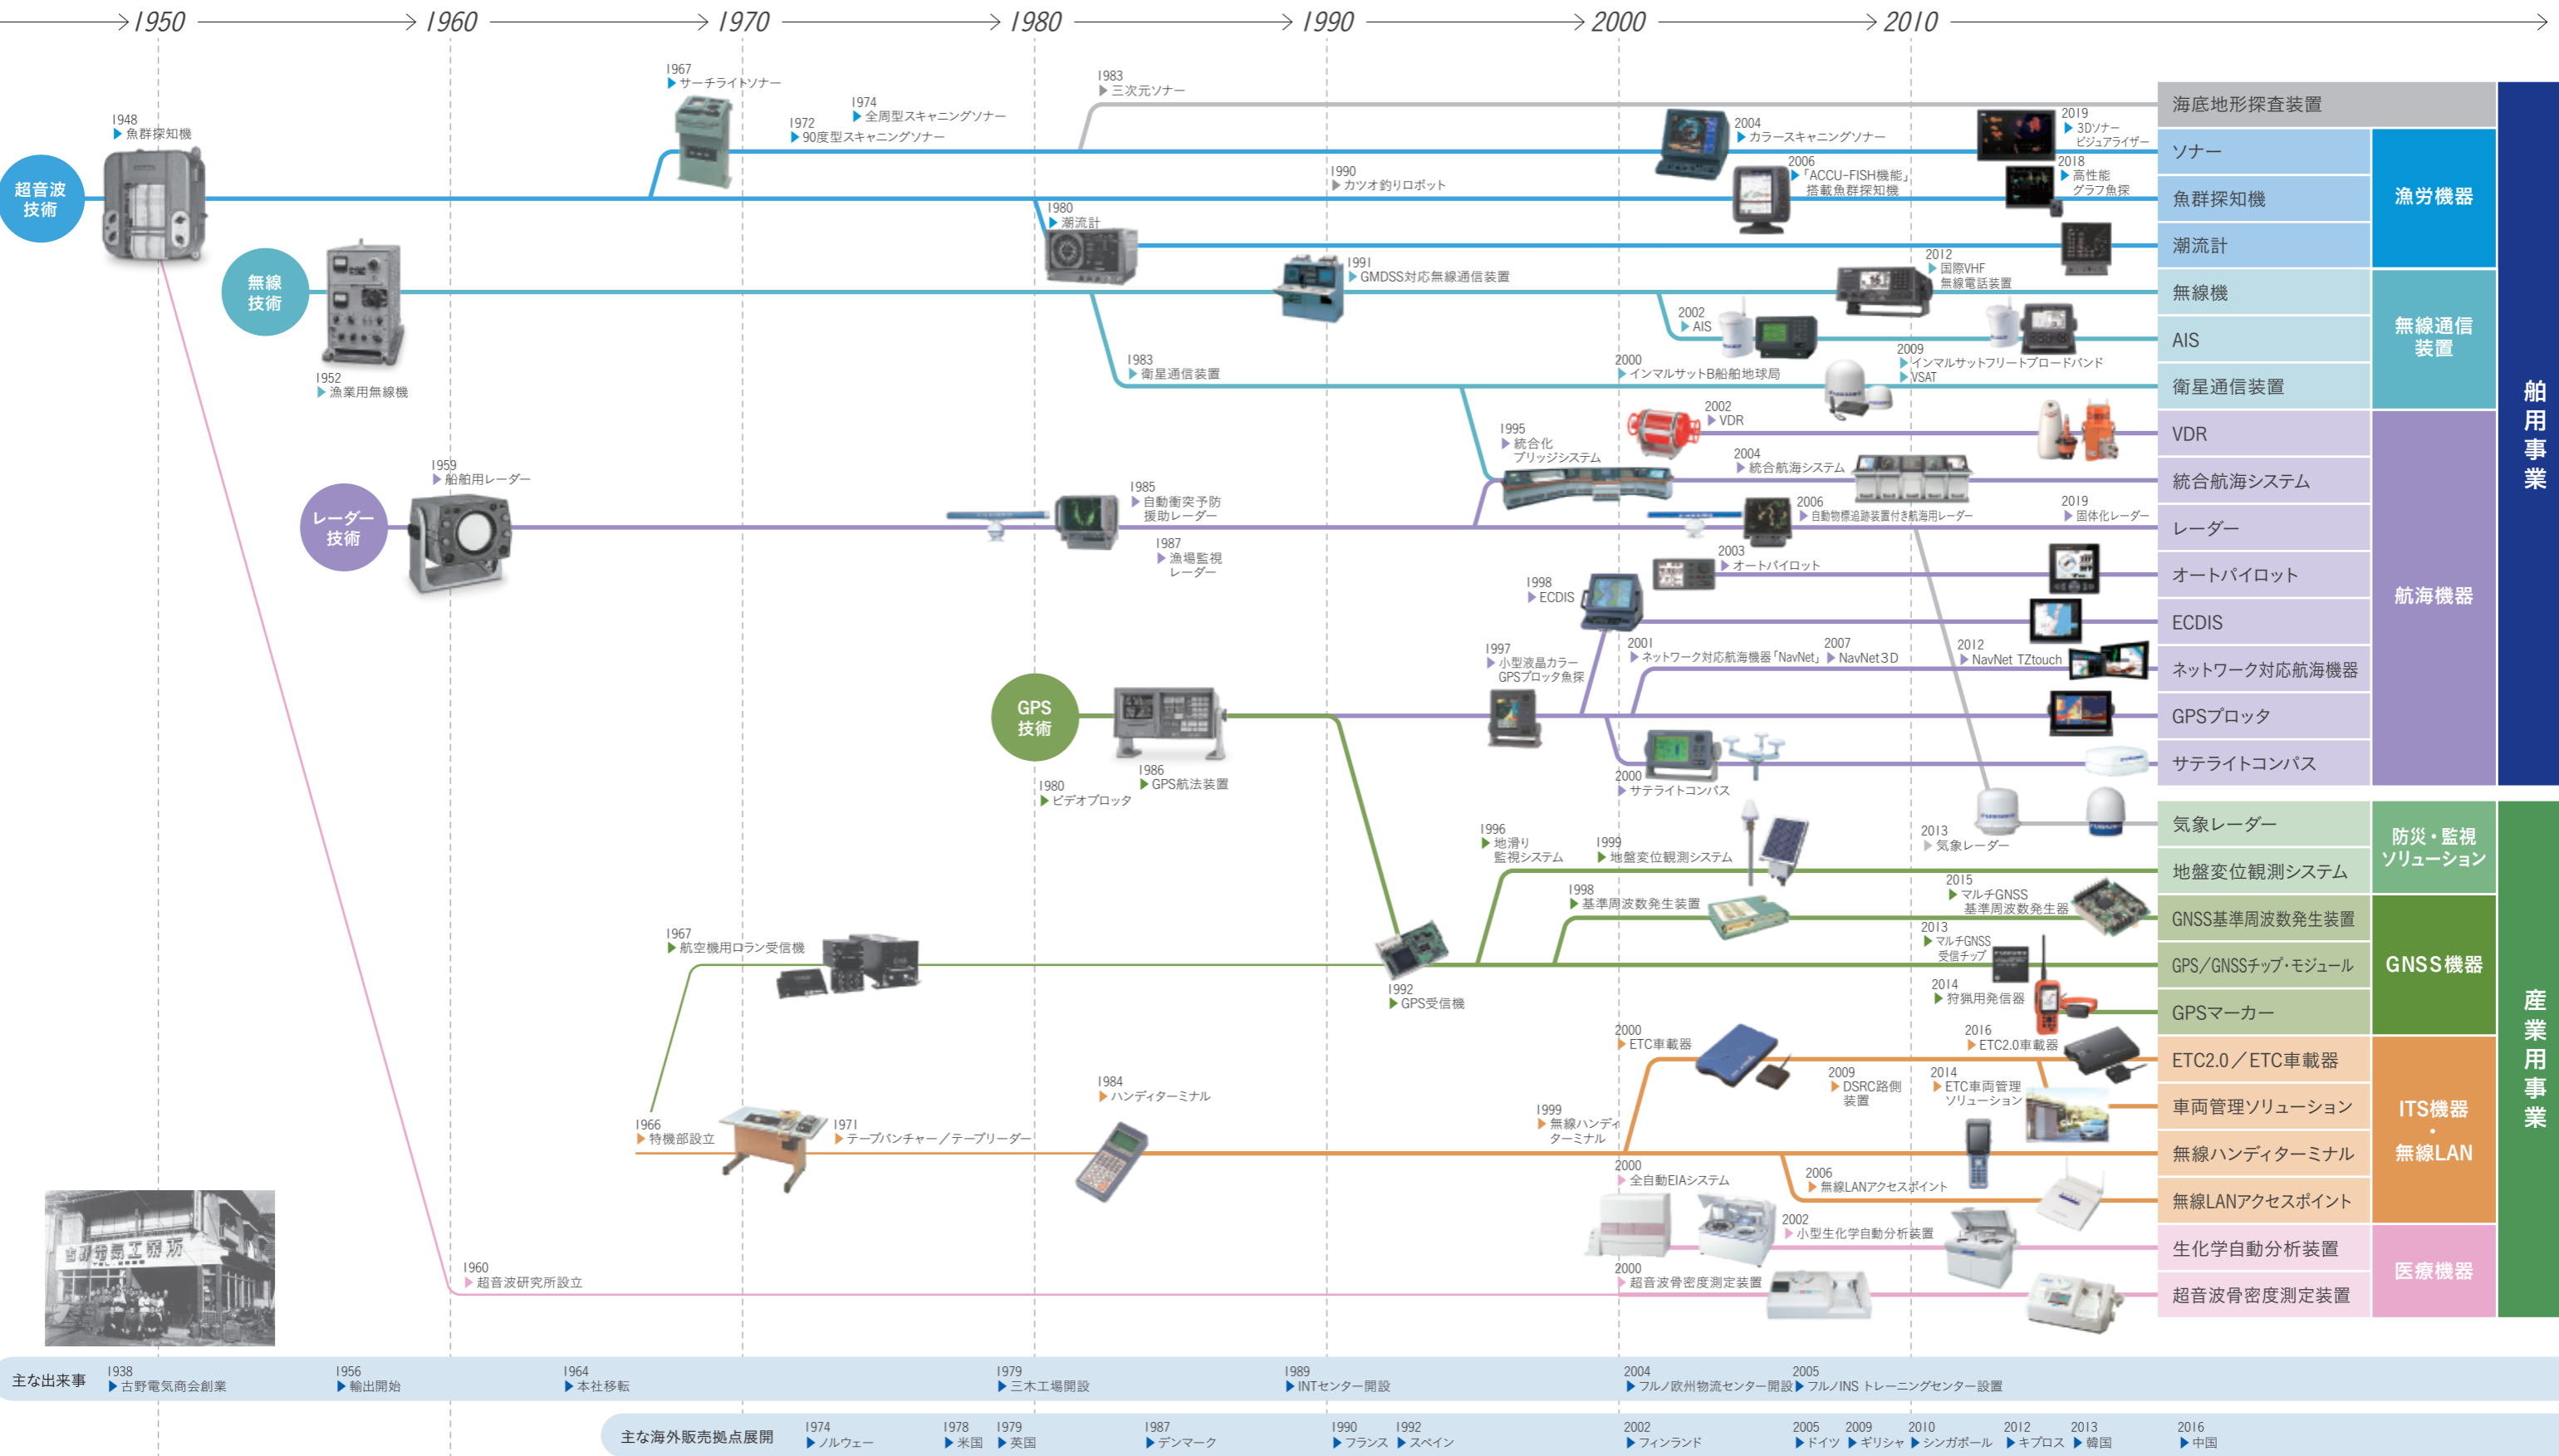 1950
1960
1970
1980
1990
2000
2010
1948
魚群探知機
1967
サーチライトソナー
1972
90度型スキャニングソナー
1974
全周型スキャニングソナー
1983
三次元ソナー
2004
カラースキャニングソナー
2019
3Dソナー
ビジュアライザー
超音波
技術
1990
カツオ釣りロボット
2006
「ACCU-FISH機能」
搭載魚群探知機
2018
高性能
グラフ魚探
1980
潮流計
無線
技術
1952
漁業用無線機
1991
GMDSS対応無線通信装置
2012
国際VHF
無線電話装置
2002
AIS
1983
衛星通信装置
2000
インマルサットB船舶地球局
2009
インマルサットフリートブロードバンド
VSAT
2002
VDR
1995
統合化
ブリッジシステム
2004
統合航海システム
レーダー
技術
1959
船舶用レーダー
1985
自動衝突予防
援助レーダー
1987
漁場監視
レーダー
2006
自動物標追跡装置付き航海用レーダー
2019
固体化レーダー
2003
オートパイロット
1998
ECDIS
1997
小型液晶カラー
GPSプロッタ魚探
2001
ネットワーク対応航海機器「NavNet」
2007
NavNet3D
2012
NavNet TZtouch
GPS
技術
1980
ビデオプロッタ
1986
GPS航法装置
2000
サテライトコンパス
2013
気象レーダー
1996
地滑り
監視システム
1999
地盤変位観測システム
1998
基準周波数発生装置
2015
マルチGNSS
基準周波数発生器
1967
航空機用ロラン受信機
1992
GPS受信機
2013
マルチGNSS
受信チップ
2014
狩猟用発信器
2000
ETC車載器
2016
ETC2.0車載器
2009
DSRC路側
装置
2014
ETC車両管理
ソリューション
1966
特機部設立
1971
テープパンチャー/テープリーダー
1984
ハンディターミナル
1999
無線ハンディ
ターミナル
2006
無線LANアクセスポイント
2000
全自動EIAシステム
2002
小型生化学自動分析装置
1960
超音波研究所設立
2000
超音波骨密度測定装置
海底地形探査装置
ソナー
魚群探知機
潮流計
漁労機器
無線機
AIS
衛星通信装置
無線通信
装置
VDR
統合航海システム
レーダー
オートパイロット
ECDIS
ネットワーク対応航海機器
GPSプロッタ
サテライトコンパス
航海機器
舶用事業
気象レーダー
地盤変位観測システム
防災・監視
ソリューション
GNSS基準周波数発生装置
GPS/GNSSチップ・モジュール
GPSマーカー
GNSS機器
ETC2.0/ETC車載器
車両管理ソリューション
無線ハンディターミナル
無線LANアクセスポイント
ITS機器
・
無線LAN
生化学自動分析装置
超音波骨密度測定装置
医療機器
産業用事業
古野電氣工業所
主な出来事
1938
古野電気商会創業
1956
輸出開始
1964
本社移転
1979
三木工場開設
1989
INTセンター開設
2004
フルノ欧州物流センター開設
2005
フルノINS トレーニングセンター設置
主な海外販売拠点展開
1974
ノルウェー
1978
米国
1979
英国
1987
デンマーク
1990
フランス
1992
スペイン
2002
フィンランド
2005
ドイツ
2009
ギリシャ
2010
シンガポール
2012
キプロス
2013
韓国
2016
中国